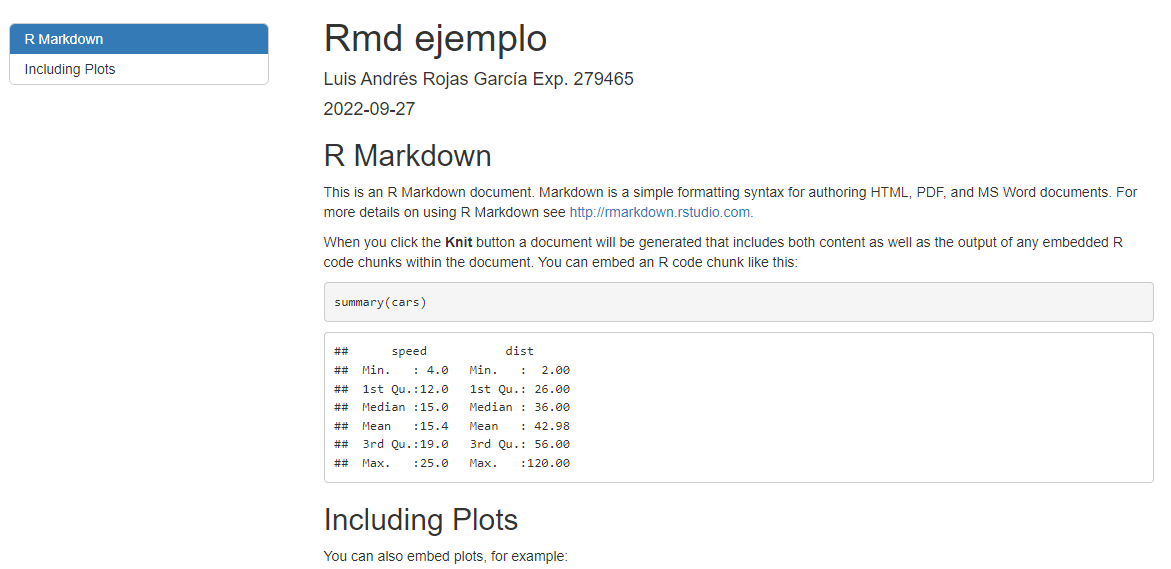 R Markdown
Including Plots
Rmd ejemplo
Luis Andrés Rojas García Exp. 279465
2022-09-27
R Markdown
This is an R Markdown document. Markdown is a simple formatting syntax for authoring HTML, PDF, and MS Word documents. For
more details on using R Markdown see http://rmarkdown.rstudio.com.
When you click the Knit button a document will be generated that includes both content as well as the output of any embedded R
code chunks within the document. You can embed an R code chunk like this:
summary(cars)
##      speed           dist
##  Min.   : 4.0   Min.   :  2.00
##  1st Qu.:12.0   1st Qu.: 26.00
##  Median :15.0   Median : 36.00
##  Mean   :15.4   Mean   : 42.98
##  3rd Qu.:19.0   3rd Qu.: 56.00
##  Max.   :25.0   Max.   :120.00
Including Plots
You can also embed plots, for example: